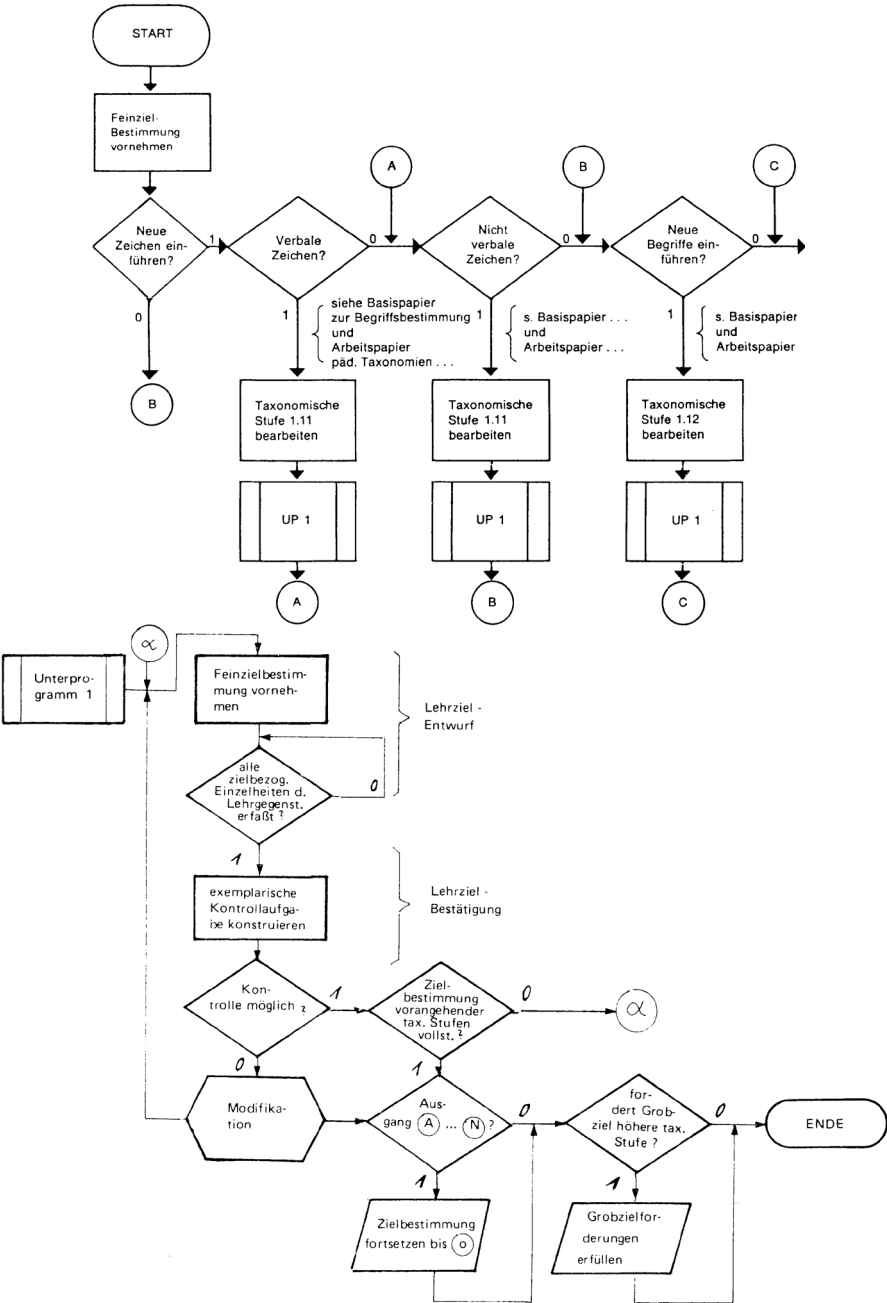 START
Feinziel-
Bestimmung
vornehmen
A
B
C
Neue
Zeichen ein-
führen?
1
Verbale
Zeichen?
0
Nicht
verbale
Zeichen?
0
Neue
Begriffe ein-
führen?
0
0
1
siehe Basispapier
zur Begriffsbestimmung
und
Arbeitspapier
päd. Taxonomien . . .
1
s. Basispapier . . .
und
Arbeitspapier . . .
1
s. Basispapier
und
Arbeitspapier
B
Taxonomische
Stufe 1.11
bearbeiten
Taxonomische
Stufe 1.11
bearbeiten
Taxonomische
Stufe 1.12
bearbeiten
UP 1
UP 1
UP 1
A
B
C
α
Unterpro-
gramm 1
Feinzielbestim-
mung vorneh-
men
Lehrziel -
Entwurf
alle
zielbezog.
Einzelheiten d.
Lehrgegenst.
erfaßt ?
0
1
exemplarische
Kontrollaufga-
be konstruieren
Lehrziel -
Bestätigung
Kon-
trolle möglich ?
1
Ziel-
bestimmung
vorangehender
tax. Stufen
vollst. ?
0
α
0
1
Modifika-
tion
Aus-
gang A ... N ?
0
for-
dert Grob-
ziel höhere tax.
Stufe ?
0
ENDE
1
1
Zielbestimmung
fortsetzen bis o
Grobzielfor-
derungen
erfüllen